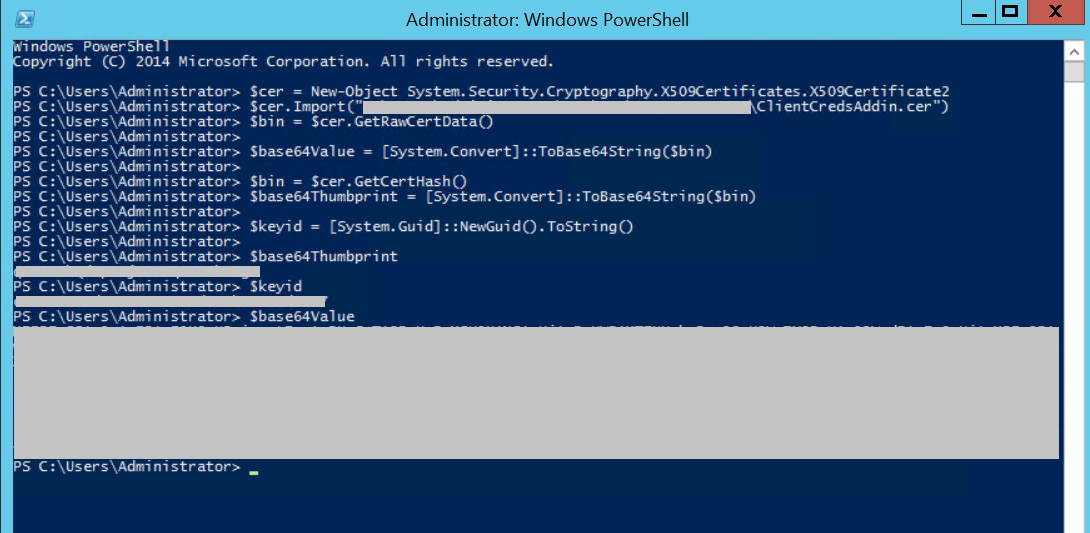 Administrator: Windows PowerShell
Windows PowerShell
Copyright (C) 2014 Microsoft Corporation. All rights reserved.
PS C:\Users\Administrator> $cer = New-Object System.Security.Cryptography.X509Certificates.X509Certificate2
PS C:\Users\Administrator> $cer.Import("\ClientCredsAddin.cer")
PS C:\Users\Administrator> $bin = $cer.GetRawCertData()
PS C:\Users\Administrator>
PS C:\Users\Administrator> $base64Value = [System.Convert]::ToBase64String($bin)
PS C:\Users\Administrator>
PS C:\Users\Administrator> $bin = $cer.GetCertHash()
PS C:\Users\Administrator> $base64Thumbprint = [System.Convert]::ToBase64String($bin)
PS C:\Users\Administrator>
PS C:\Users\Administrator> $keyid = [System.Guid]::NewGuid().ToString()
PS C:\Users\Administrator>
PS C:\Users\Administrator> $base64Thumbprint
PS C:\Users\Administrator> $keyid
PS C:\Users\Administrator> $base64Value
PS C:\Users\Administrator>